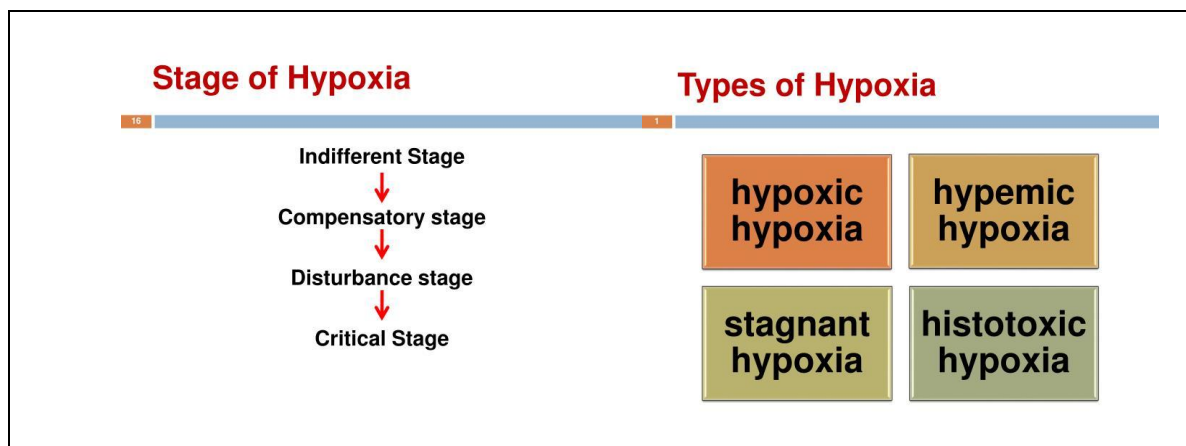 Stage of Hypoxia
16
Indifferent Stage
Compensatory stage
Disturbance stage
Critical Stage
Types of Hypoxia
1
hypoxic
hypoxia
hypemic
hypoxia
stagnant
hypoxia
histotoxic
hypoxia